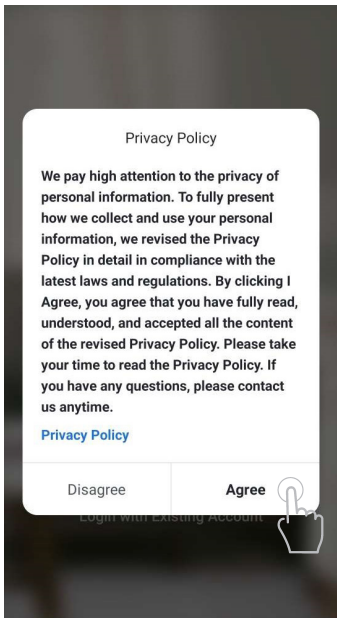 Privacy Policy
We pay high attention to the privacy of
personal information. To fully present
how we collect and use your personal
information, we revised the Privacy
Policy in detail in compliance with the
latest laws and regulations. By clicking I
Agree, you agree that you have fully read,
understood, and accepted all the content
of the revised Privacy Policy. Please take
your time to read the Privacy Policy. If
you have any questions, please contact
us anytime.
Privacy Policy
Disagree Agree
Login with Existing Account